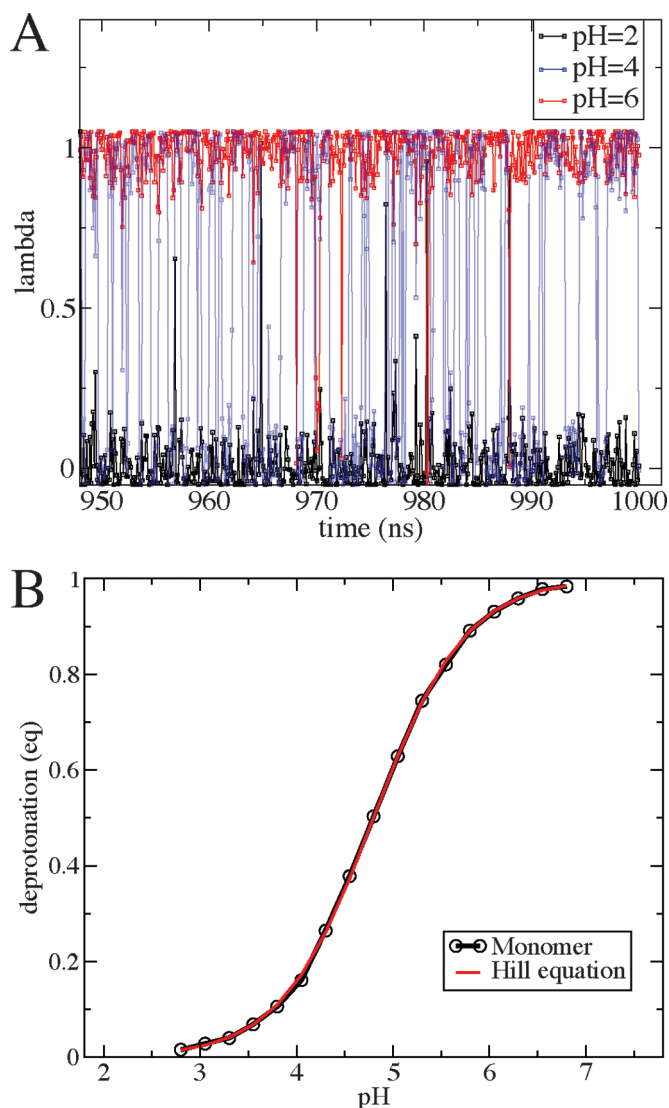 A
pH=2
pH=4
pH=6
1
0.5
0
lambda
950 960 970 980 990 1000
time (ns)
B
1
0.8
0.6
0.4
0.2
0
deprotonation (eq)
Monomer
Hill equation
2 3 4 5 6 7
pH